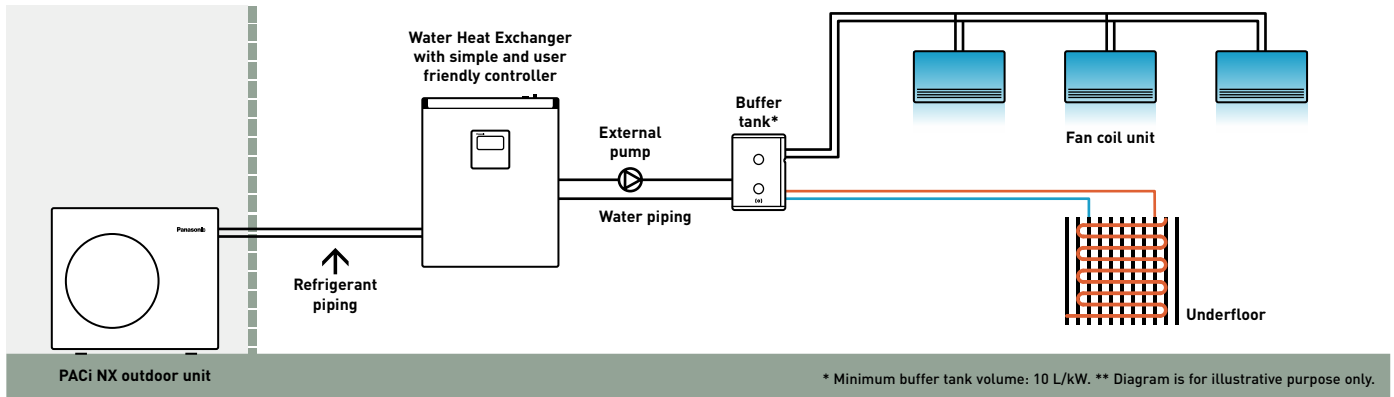 Water Heat Exchanger
with simple and user
friendly controller
External
pump
Buffer
tank*
Fan coil unit
Water piping
Panasonic
Refrigerant
piping
Underfloor
PACi NX outdoor unit
* Minimum buffer tank volume: 10 L/kW. ** Diagram is for illustrative purpose only.